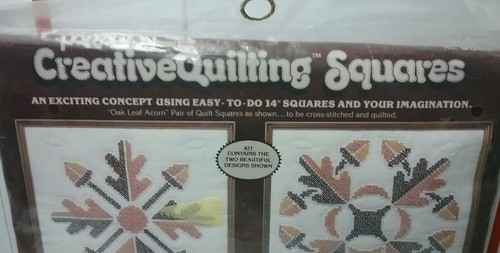 CreativeQuilting™ Squares
AN EXCITING CONCEPT USING EASY-TO-DO 14" SQUARES AND YOUR IMAGINATION.
"Oak Leaf Acorn" Pair of Quilt Squares as shown...to be cross-stitched and quilted.
KIT
CONTAINS THE
TWO BEAUTIFUL
DESIGNS SHOWN